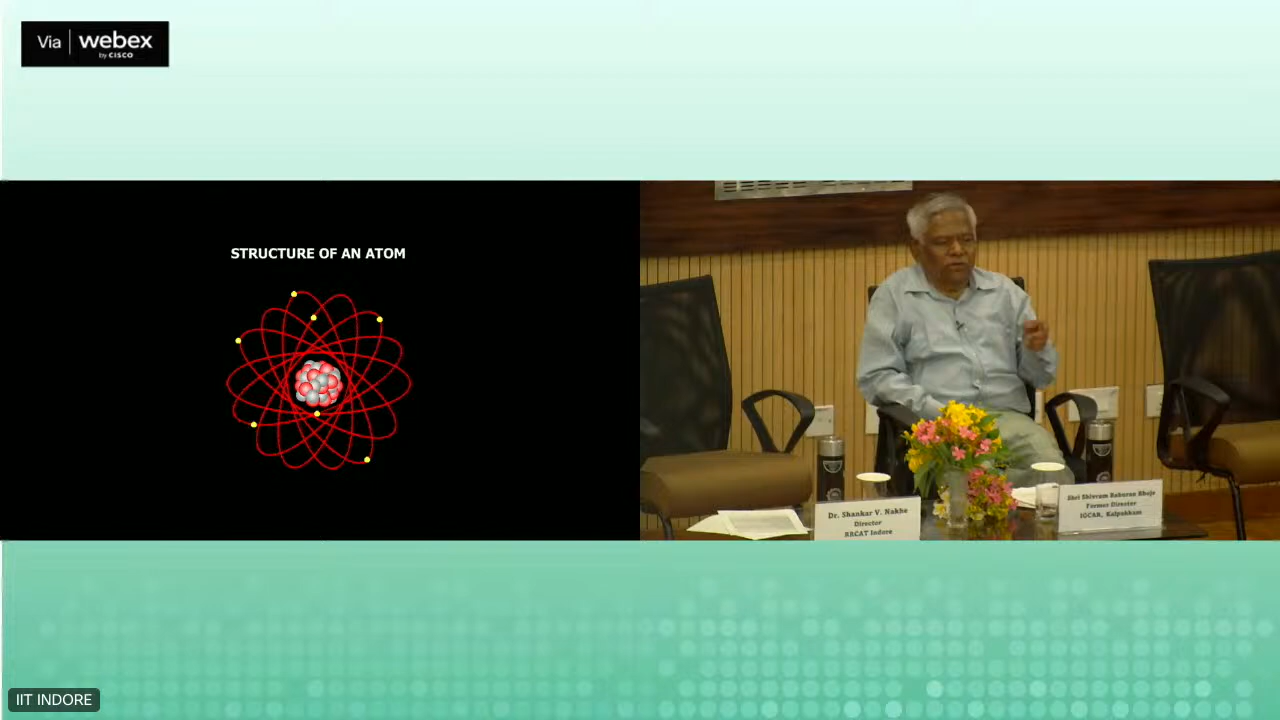 Via | webex
by CISCO
STRUCTURE OF AN ATOM
Dr. Shankar V. Nakhe
Director
RRCAT Indore
Shri Shivram Baburao Bhoje
Former Director
IGCAR, Kalpakkam
IIT INDORE